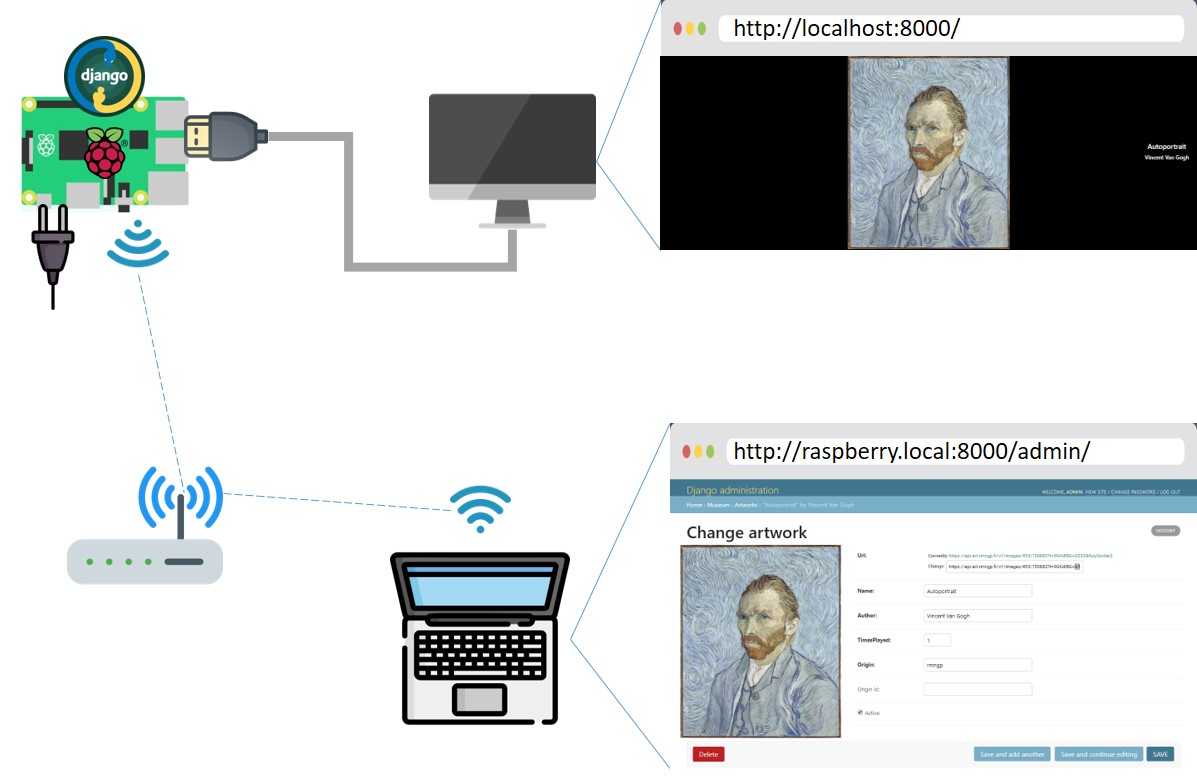 http://localhost:8000/
django
®
Autoportrait
Vincent Van Gogh
http://raspberry.local:8000/admin/
Django administration
WELCOME, ADMIN. VIEW SITE / CHANGE PASSWORD / LOG OUT
Home › Museum › Artworks › "Autoportrait" by Vincent Van Gogh
Change artwork
HISTORY
Url:
Currently:
Change:
Name:
Autoportrait
Author:
Vincent Van Gogh
TimesPlayed:
1
Origin:
rmngp
Origin id:
Active
Delete
Save and add another
Save and continue editing
SAVE